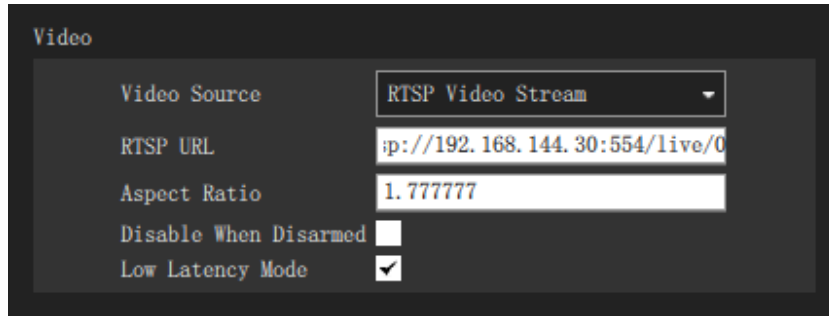 Video
Video Source RTSP Video Stream
RTSP URL sp://192.168.144.30:554/live/0
Aspect Ratio 1.777777
Disable When Disarmed
Low Latency Mode